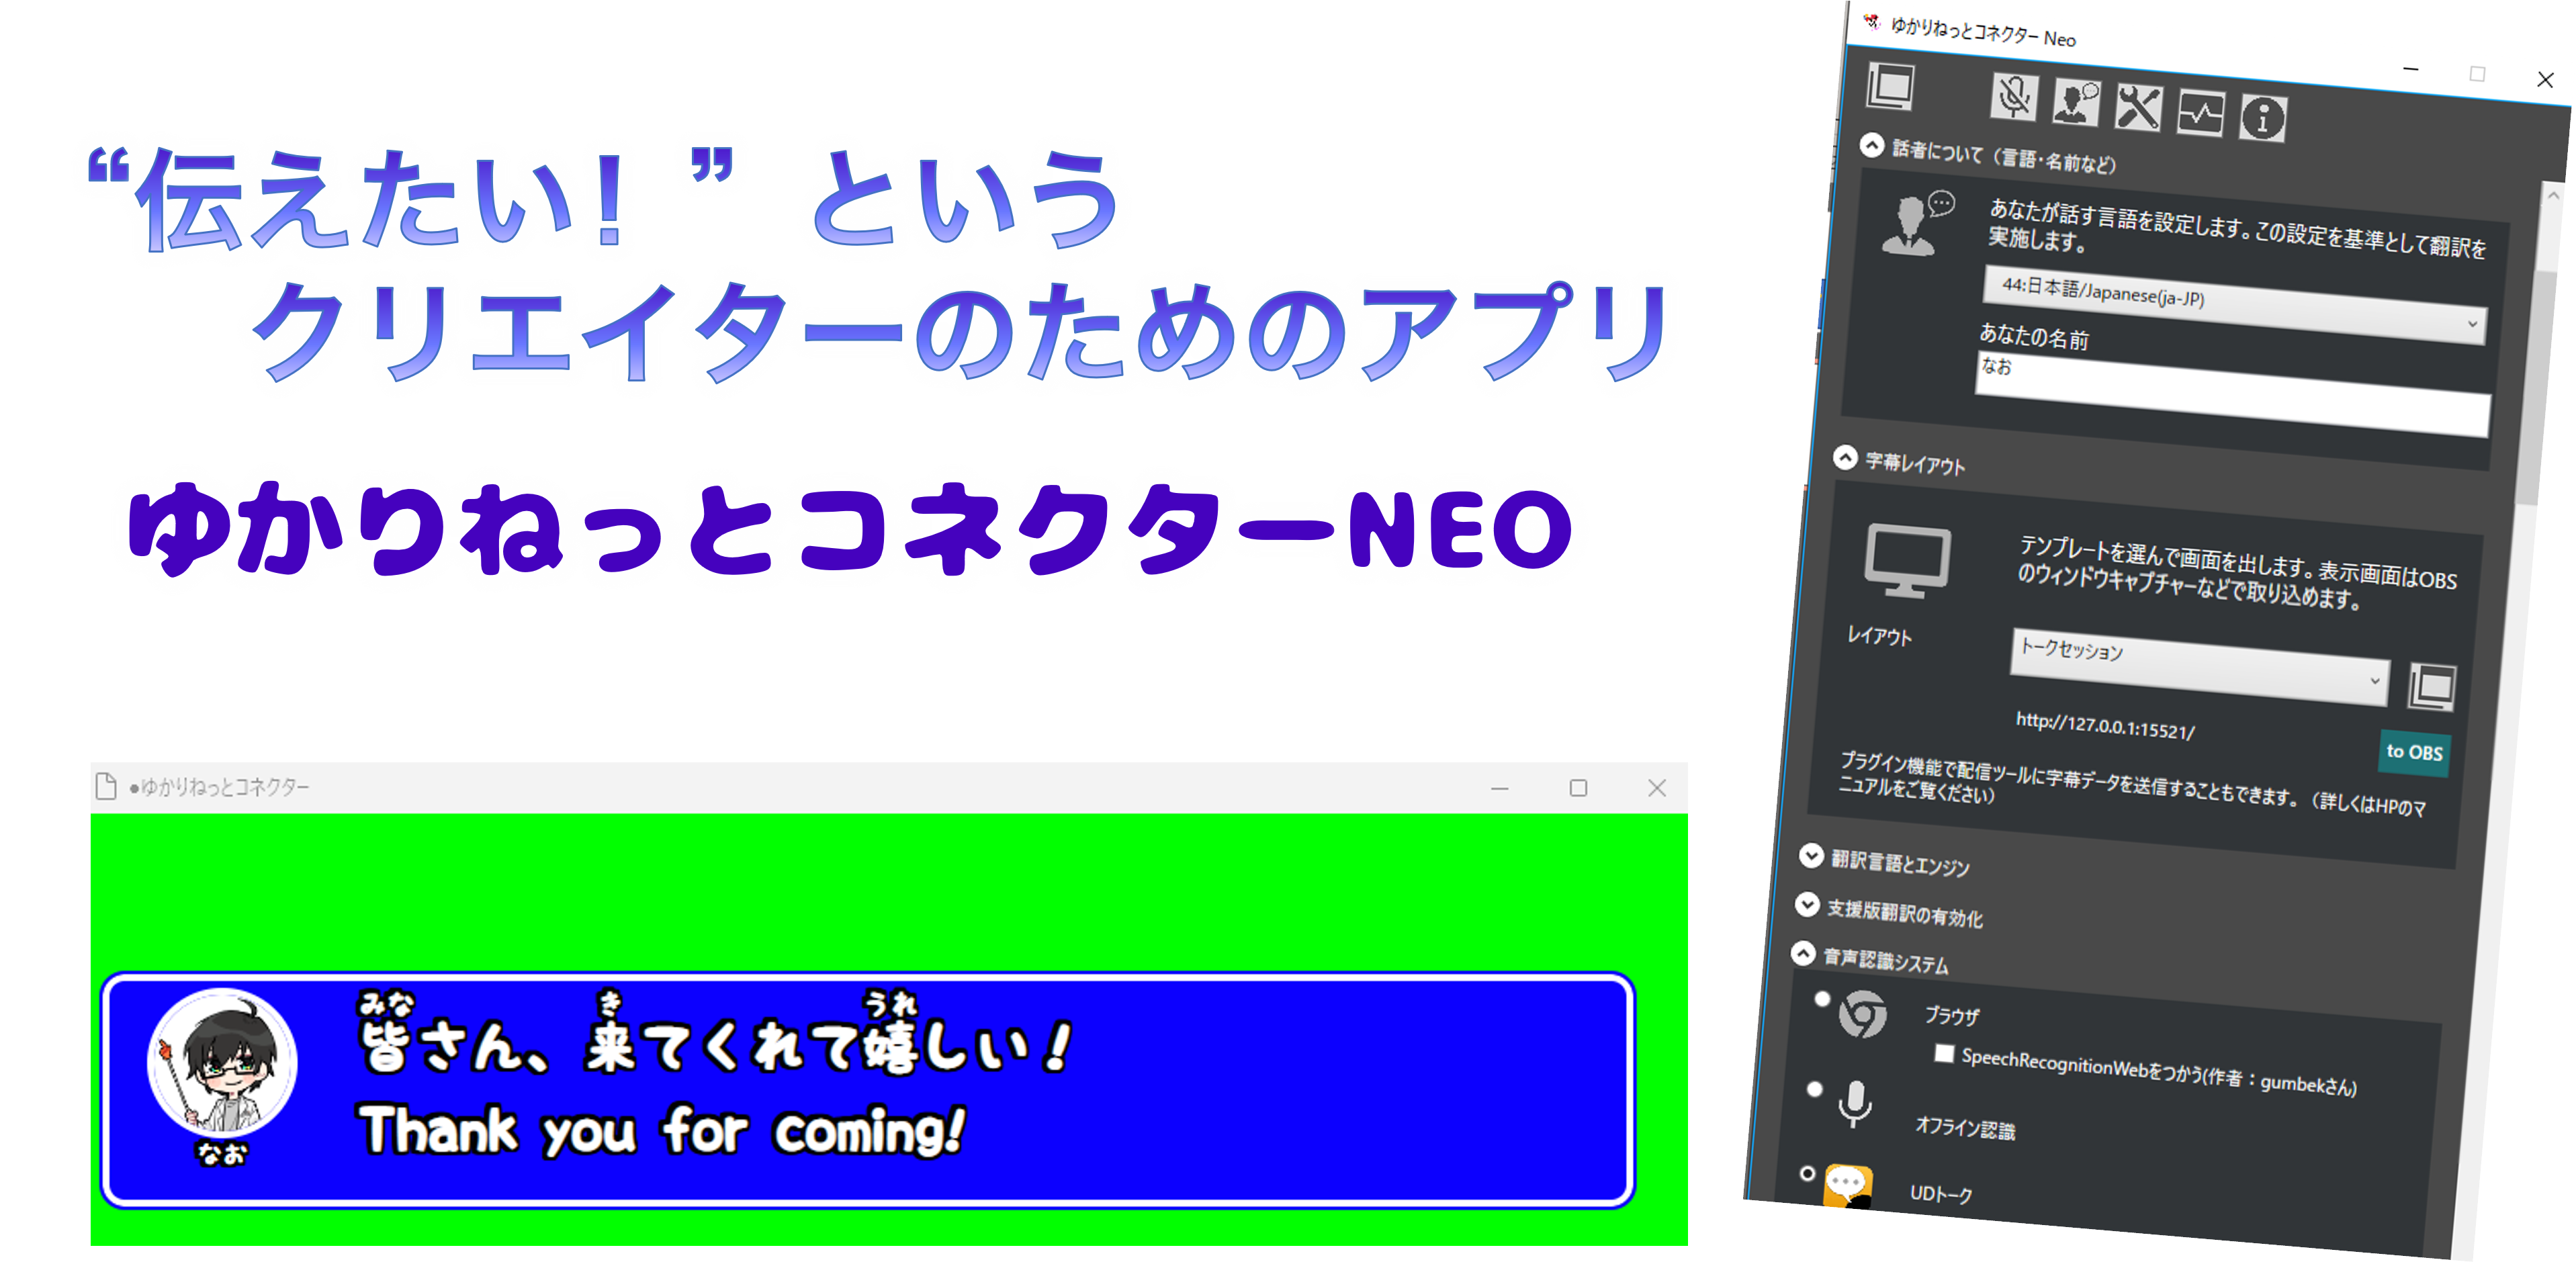 “伝えたい！”という
クリエイターのためのアプリ
ゆかりねっとコネクターNEO
●ゆかりねっとコネクター
みな き うれ
皆さん、来てくれて嬉しい！
Thank you for coming!
なお
ゆかりねっとコネクター Neo
話者について（言語・名前など）
あなたが話す言語を設定します。この設定を基準として翻訳を
実施します。
44:日本語/Japanese(ja-JP)
あなたの名前
なお
字幕レイアウト
テンプレートを選んで画面を出します。表示画面はOBS
のウィンドウキャプチャーなどで取り込めます。
レイアウト
トークセッション
http://127.0.0.1:15521/
to OBS
プラグイン機能で配信ツールに字幕データを送信することもできます。（詳しくはHPのマ
ニュアルをご覧ください）
翻訳言語とエンジン
支援版翻訳の有効化
音声認識システム
ブラウザ
SpeechRecognitionWebをつかう(作者：gumbekさん)
オフライン認識
UDトーク